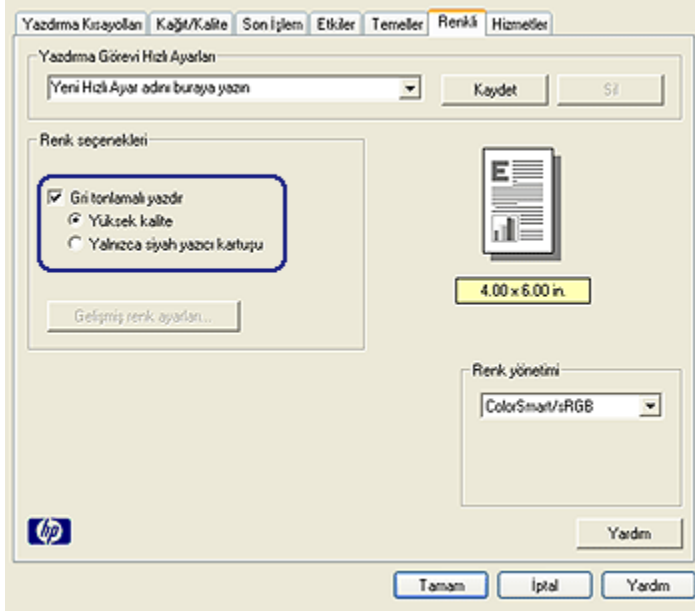 Yazdırma Kısayolları Kağıt/Kalite Son İşlem Etkiler Temeller Renkli Hizmetler
Yazdırma Görevi Hızlı Ayarları
Yeni Hızlı Ayar adını buraya yazın
Kaydet
Sil
Renk seçenekleri
Gri tonlamalı yazdır
Yüksek kalite
Yalnızca siyah yazıcı kartuşu
Gelişmiş renk ayarları...
E
4.00 x 6.00 in.
Renk yönetimi
ColorSmart/sRGB
hp
Yardım
Tamam İptal Yardım